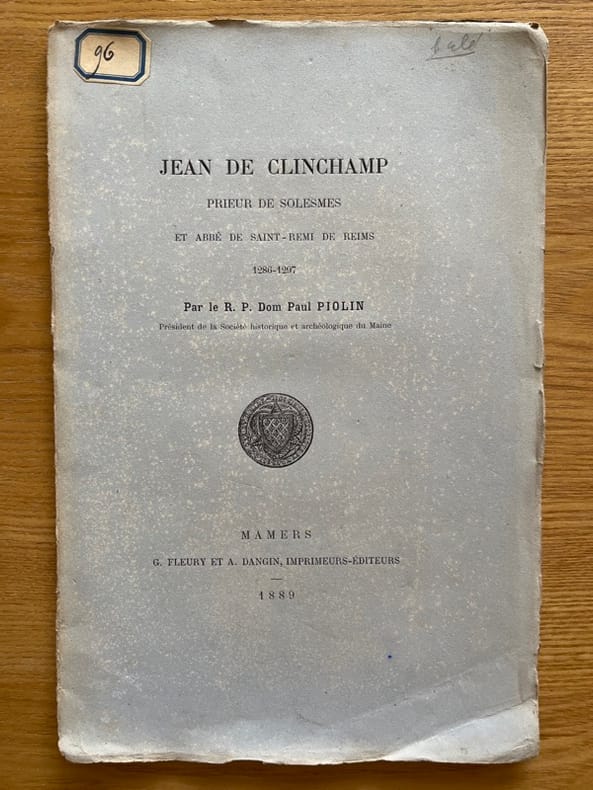 96
JEAN DE CLINCHAMP
PRIEUR DE SOLESMES
ET ABBÉ DE SAINT-REMI DE REIMS
1286-1297
Par le R. P. Dom Paul PIOLIN
Président de la Société historique et archéologique du Maine
MAMERS
G. FLEURY ET A. DANGIN, IMPRIMEURS-ÉDITEURS
1889